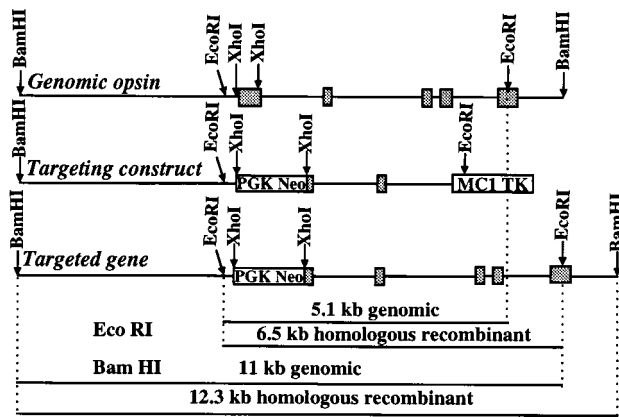 BamHI EcoRI XhoI XhoI EcoRI BamHI
Genomic opsin
BamHI EcoRI XhoI XhoI EcoRI
Targeting construct
PGK Neo MC1 TK
BamHI EcoRI XhoI XhoI EcoRI BamHI
Targeted gene
PGK Neo
5.1 kb genomic
Eco RI 6.5 kb homologous recombinant
Bam HI 11 kb genomic
12.3 kb homologous recombinant